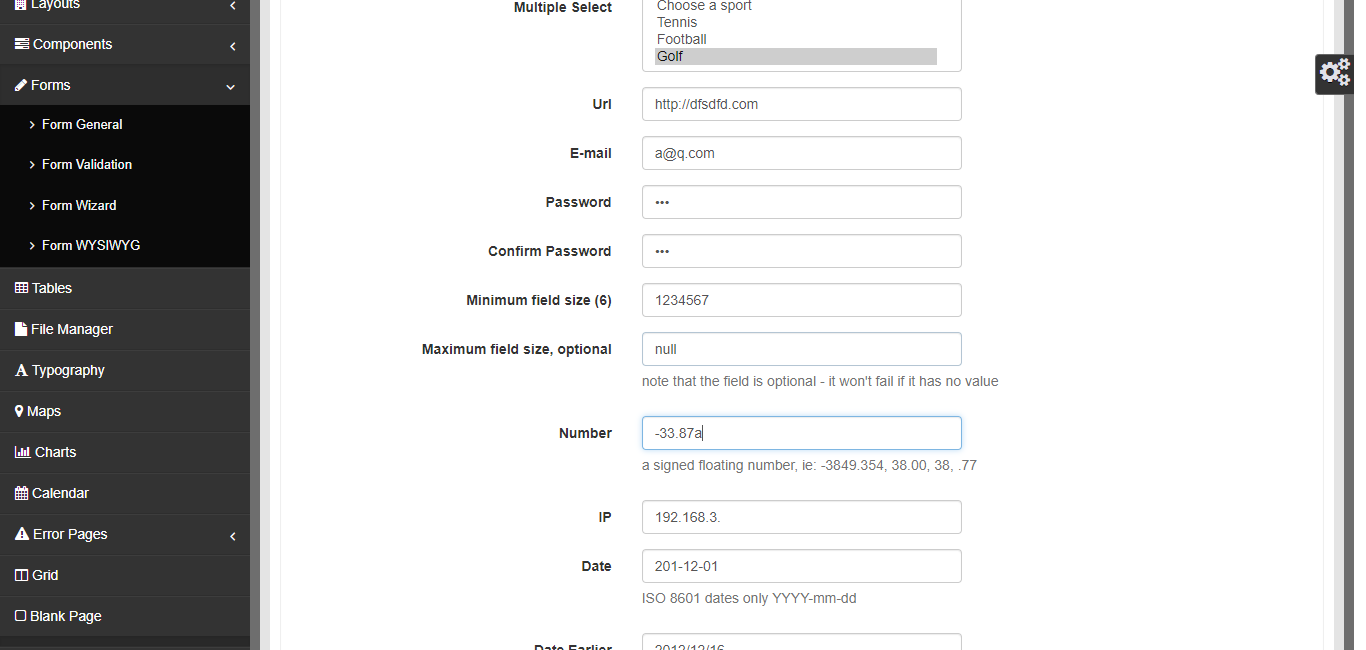 Layouts
Components
Forms
Form General
Form Validation
Form Wizard
Form WYSIWYG
Tables
File Manager
Typography
Maps
Charts
Calendar
Error Pages
Grid
Blank Page
Multiple Select
Choose a sport
Tennis
Football
Golf
Url
http://dfsdfd.com
E-mail
a@q.com
Password
•••
Confirm Password
•••
Minimum field size (6)
1234567
Maximum field size, optional
null
note that the field is optional - it won't fail if it has no value
Number
-33.87a
a signed floating number, ie: -3849.354, 38.00, 38, .77
IP
192.168.3.
Date
201-12-01
ISO 8601 dates only YYYY-mm-dd
Date Earlier
2012/12/16